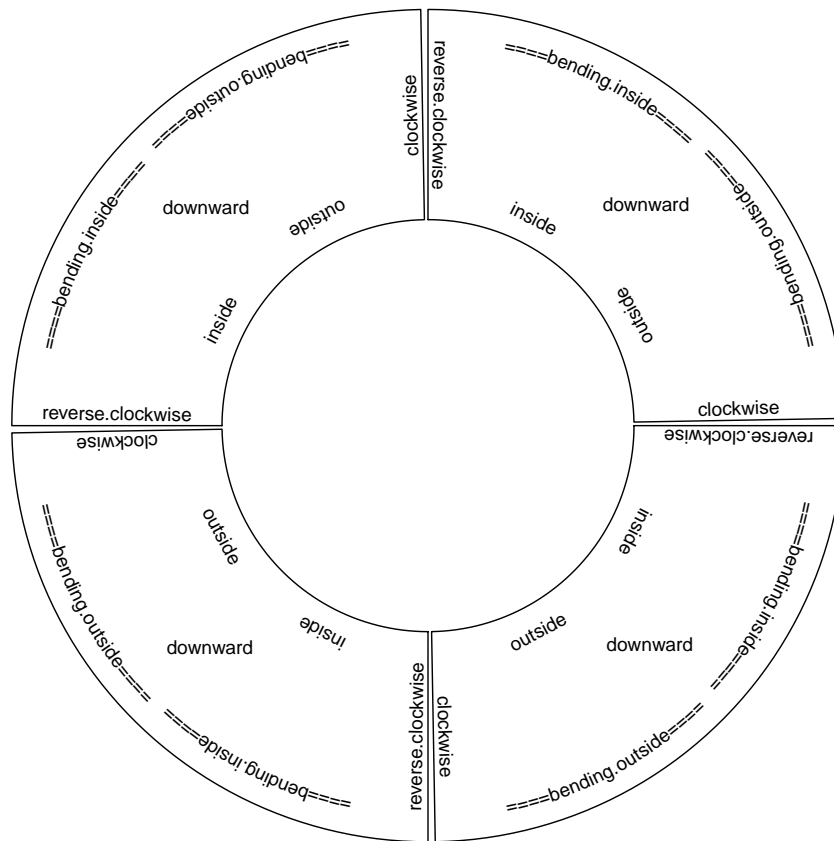 ====bending.outside====
clockwise
reverse.clockwise
====bending.inside====
====bending.inside====
downward
outside
inside
downward
====bending.outside====
inside
outside
reverse.clockwise
clockwise
clockwise
reverse.clockwise
outside
inside
====bending.outside====
downward
inside
outside
downward
====bending.inside====
====bending.inside====
reverse.clockwise
clockwise
====bending.outside====